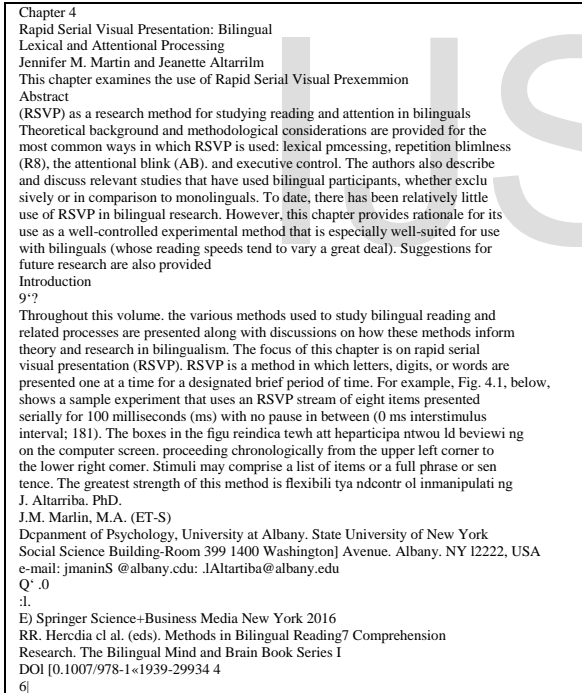 Chapter 4
Rapid Serial Visual Presentation: Bilingual
Lexical and Attentional Processing
Jennifer M. Martin and Jeanette Altarrilm
This chapter examines the use of Rapid Serial Visual Prexemmion
Abstract
(RSVP) as a research method for studying reading and attention in bilinguals
Theoretical background and methodological considerations are provided for the
most common ways in which RSVP is used: lexical pmcessing, repetition blimlness
(R8), the attentional blink (AB). and executive control. The authors also describe
and discuss relevant studies that have used bilingual participants, whether exclu
sively or in comparison to monolinguals. To date, there has been relatively little
use of RSVP in bilingual research. However, this chapter provides rationale for its
use as a well-controlled experimental method that is especially well-suited for use
with bilinguals (whose reading speeds tend to vary a great deal). Suggestions for
future research are also provided
Introduction
9‘?
Throughout this volume. the various methods used to study bilingual reading and
related processes are presented along with discussions on how these methods inform
theory and research in bilingualism. The focus of this chapter is on rapid serial
visual presentation (RSVP). RSVP is a method in which letters, digits, or words are
presented one at a time for a designated brief period of time. For example, Fig. 4.1, below,
shows a sample experiment that uses an RSVP stream of eight items presented
serially for 100 milliseconds (ms) with no pause in between (0 ms interstimulus
interval; 181). The boxes in the figu reindica tewh att heparticipa ntwou ld beviewi ng
on the computer screen. proceeding chronologically from the upper left corner to
the lower right comer. Stimuli may comprise a list of items or a full phrase or sen
tence. The greatest strength of this method is flexibili tya ndcontr ol inmanipulati ng
J. Altarriba. PhD.
J.M. Marlin, M.A. (ET-S)
Dcpanment of Psychology, University at Albany. State University of New York
Social Science Building-Room 399 1400 Washington] Avenue. Albany. NY l2222, USA
e-mail: jmaninS @albany.cdu: .lAltartiba@albany.edu
Q‘ .0
:l.
E) Springer Science+Business Media New York 2016
RR. Hercdia cl al. (eds). Methods in Bilingual Reading7 Comprehension
Research. The Bilingual Mind and Brain Book Series I
DOl [0.1007/978-1«1939-29934 4
6|
IJS